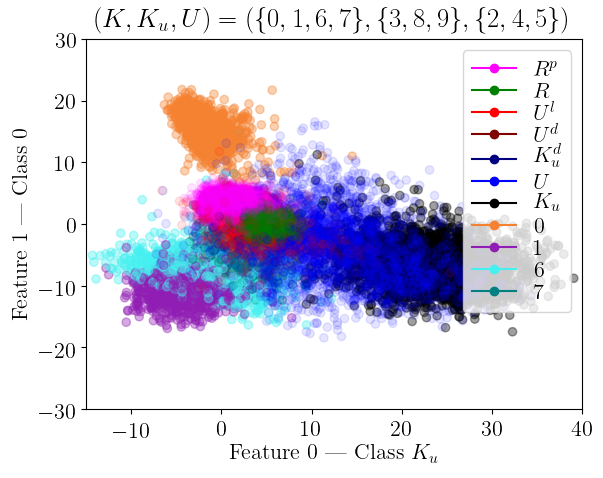 (K, K_u, U) = ({0, 1, 6, 7}, {3, 8, 9}, {2, 4, 5})
30
20
10
0
−10
−20
−30
Feature 1 — Class 0
R^p
R
U^l
U^d
K_u^d
U
K_u
0
1
6
7
−10
0
10
20
30
40
Feature 0 — Class K_u